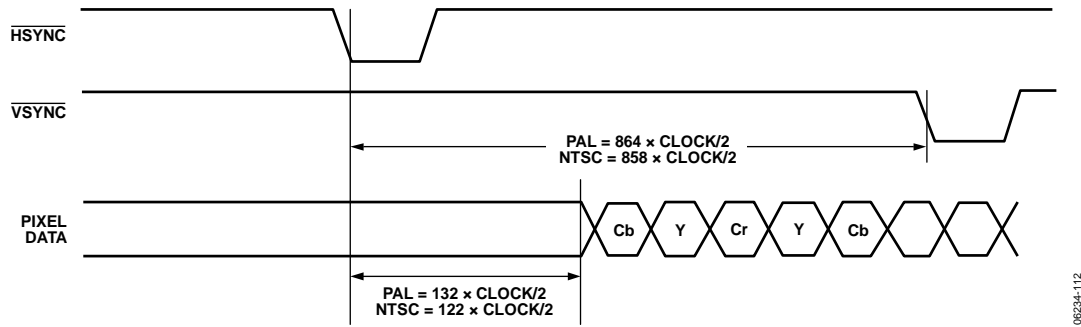 HSYNC
VSYNC
PAL = 864 × CLOCK/2
NTSC = 858 × CLOCK/2
PIXEL
DATA
Cb
Y
Cr
Y
Cb
PAL = 132 × CLOCK/2
NTSC = 122 × CLOCK/2
06234-112